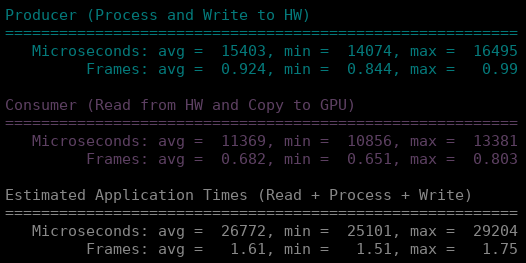 Producer (Process and Write to HW)
=========================================================
   Microseconds: avg =  15403, min =  14074, max =  16495
         Frames: avg =  0.924, min =  0.844, max =   0.99

Consumer (Read from HW and Copy to GPU)
=========================================================
   Microseconds: avg =  11369, min =  10856, max =  13381
         Frames: avg =  0.682, min =  0.651, max =  0.803

Estimated Application Times (Read + Process + Write)
=========================================================
   Microseconds: avg =  26772, min =  25101, max =  29204
         Frames: avg =   1.61, min =   1.51, max =   1.75